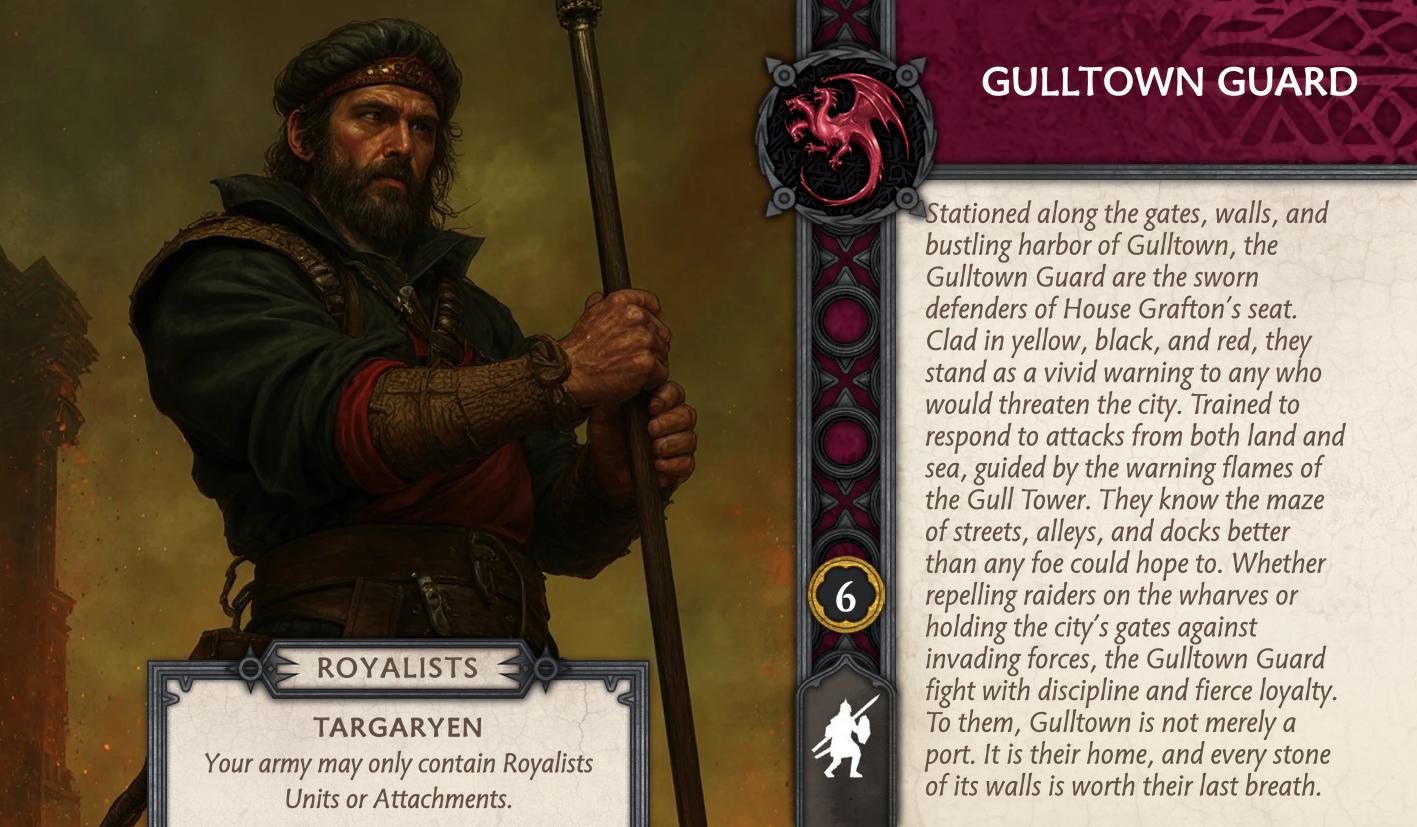 GULLTOWN GUARD
Stationed along the gates, walls, and
bustling harbor of Gulltown, the
Gulltown Guard are the sworn
defenders of House Grafton's seat.
Clad in yellow, black, and red, they
stand as a vivid warning to any who
would threaten the city. Trained to
respond to attacks from both land and
sea, guided by the warning flames of
the Gull Tower. They know the maze
of streets, alleys, and docks better
than any foe could hope to. Whether
repelling raiders on the wharves or
holding the city's gates against
invading forces, the Gulltown Guard
fight with discipline and fierce loyalty.
To them, Gulltown is not merely a
port. It is their home, and every stone
of its walls is worth their last breath.
6
ROYALISTS
TARGARYEN
Your army may only contain Royalists
Units or Attachments.